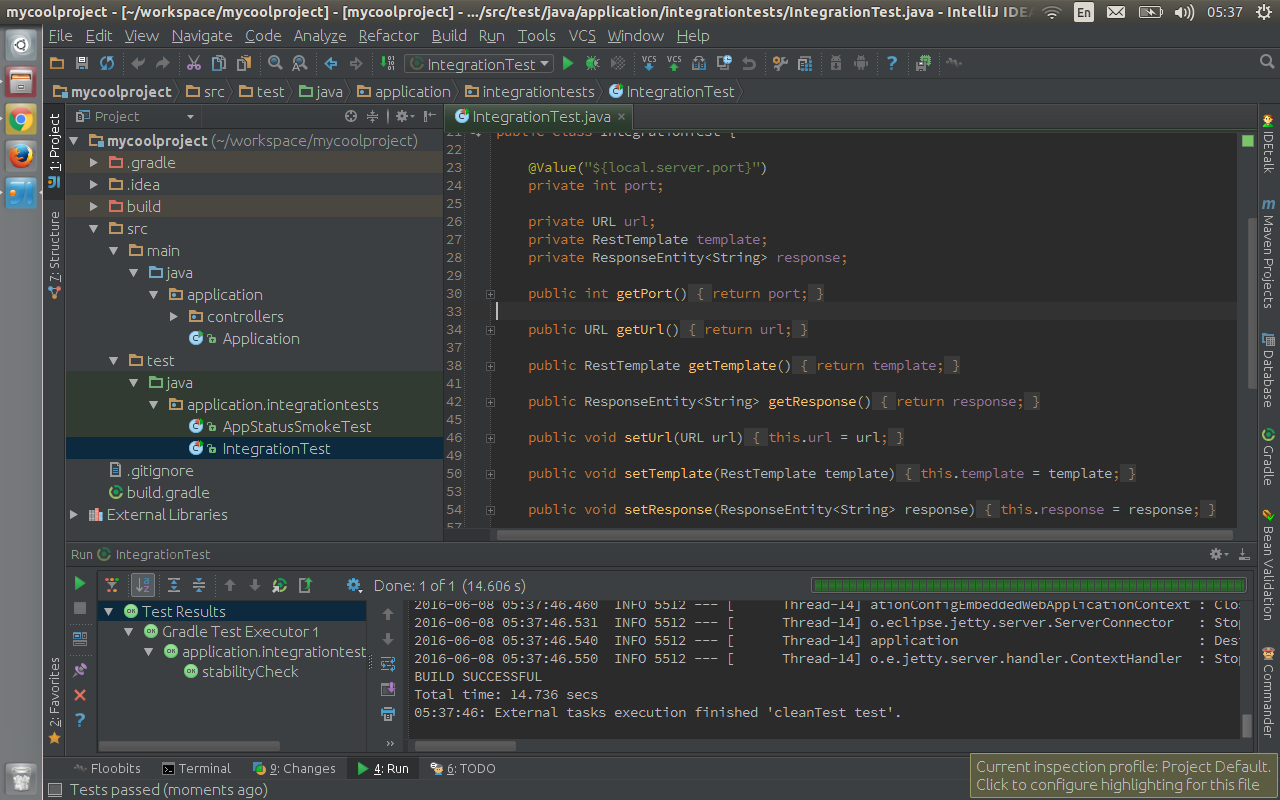 mycoolproject - [~/workspace/mycoolproject] - [mycoolproject] - .../src/test/java/application/integrationtests/IntegrationTest.java - IntelliJ IDEA
En
05:37
File Edit View Navigate Code Analyze Refactor Build Run Tools VCS Window Help
IntegrationTest
VCS VCS
mycoolproject src test java application integrationtests IntegrationTest
Project
IntegrationTest.java
1: Project
7: Structure
2: Favorites
mycoolproject (~/workspace/mycoolproject)
.gradle
.idea
build
src
main
java
application
controllers
Application
test
java
application.integrationtests
AppStatusSmokeTest
IntegrationTest
.gitignore
build.gradle
External Libraries
21 public class IntegrationTest {
22
23 @Value("${local.server.port}")
24 private int port;
25
26 private URL url;
27 private RestTemplate template;
28 private ResponseEntity<String> response;
29
30 public int getPort() { return port; }
33
34 public URL getUrl() { return url; }
37
38 public RestTemplate getTemplate() { return template; }
41
42 public ResponseEntity<String> getResponse() { return response; }
45
46 public void setUrl(URL url) { this.url = url; }
49
50 public void setTemplate(RestTemplate template) { this.template = template; }
53
54 public void setResponse(ResponseEntity<String> response) { this.response = response; }
57
IDEtalk
Maven Projects
Database
Gradle
Bean Validation
Commander
Run IntegrationTest
Done: 1 of 1 (14.606 s)
Test Results
Gradle Test Executor 1
application.integrationtest
stabilityCheck
2016-06-08 05:37:46.460 INFO 5512 --- [ Thread-14] ationConfigEmbeddedWebApplicationContext : Clo
2016-06-08 05:37:46.531 INFO 5512 --- [ Thread-14] o.eclipse.jetty.server.ServerConnector : Stop
2016-06-08 05:37:46.540 INFO 5512 --- [ Thread-14] application : Des
2016-06-08 05:37:46.550 INFO 5512 --- [ Thread-14] o.e.jetty.server.handler.ContextHandler : Stop
BUILD SUCCESSFUL
Total time: 14.736 secs
05:37:46: External tasks execution finished 'cleanTest test'.
Floobits Terminal 9: Changes 4: Run 6: TODO
Tests passed (moments ago)
Current inspection profile: Project Default.
Click to configure highlighting for this file